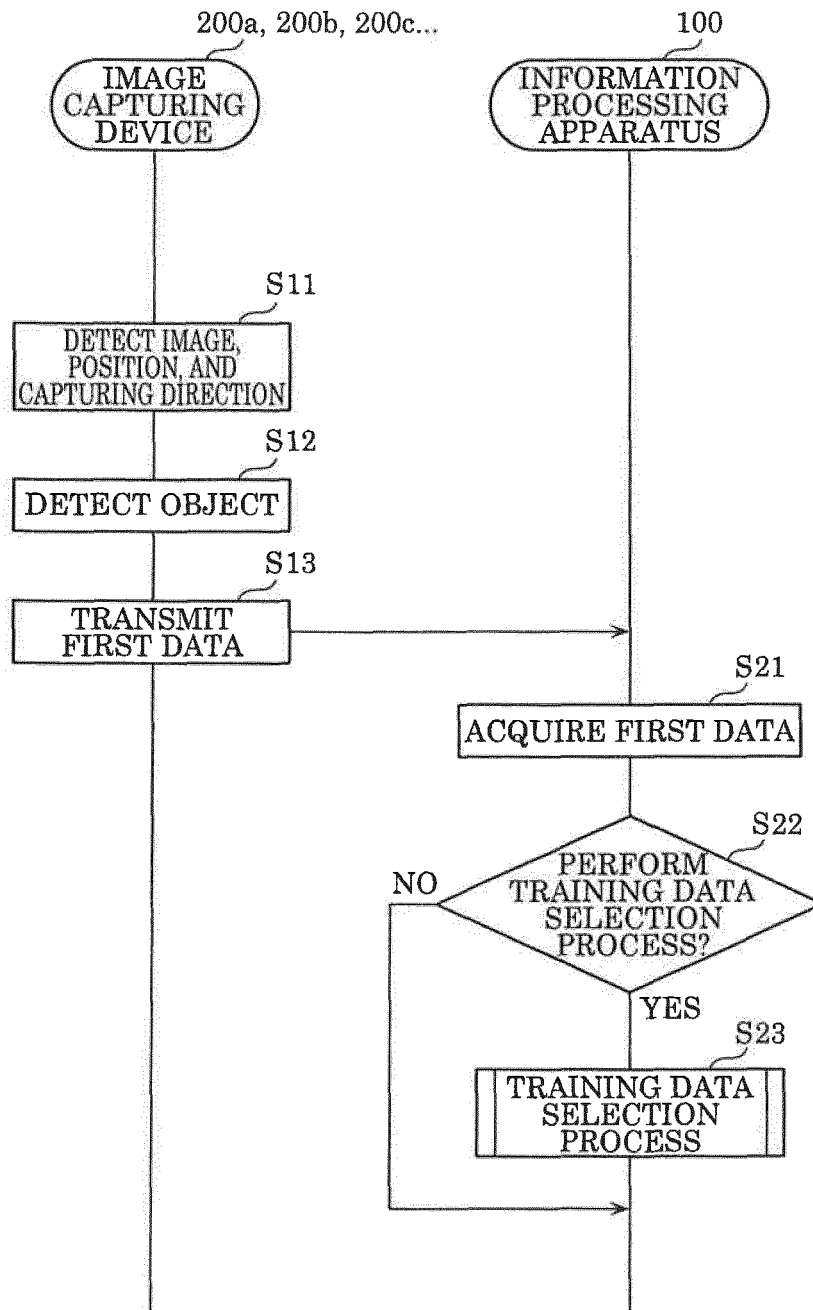 200a, 200b, 200c...
100
IMAGE
CAPTURING
DEVICE
INFORMATION
PROCESSING
APPARATUS
S11
DETECT IMAGE,
POSITION, AND
CAPTURING DIRECTION
S12
DETECT OBJECT
S13
TRANSMIT
FIRST DATA
S21
ACQUIRE FIRST DATA
S22
PERFORM
TRAINING DATA
SELECTION
PROCESS?
NO
YES
S23
TRAINING DATA
SELECTION
PROCESS